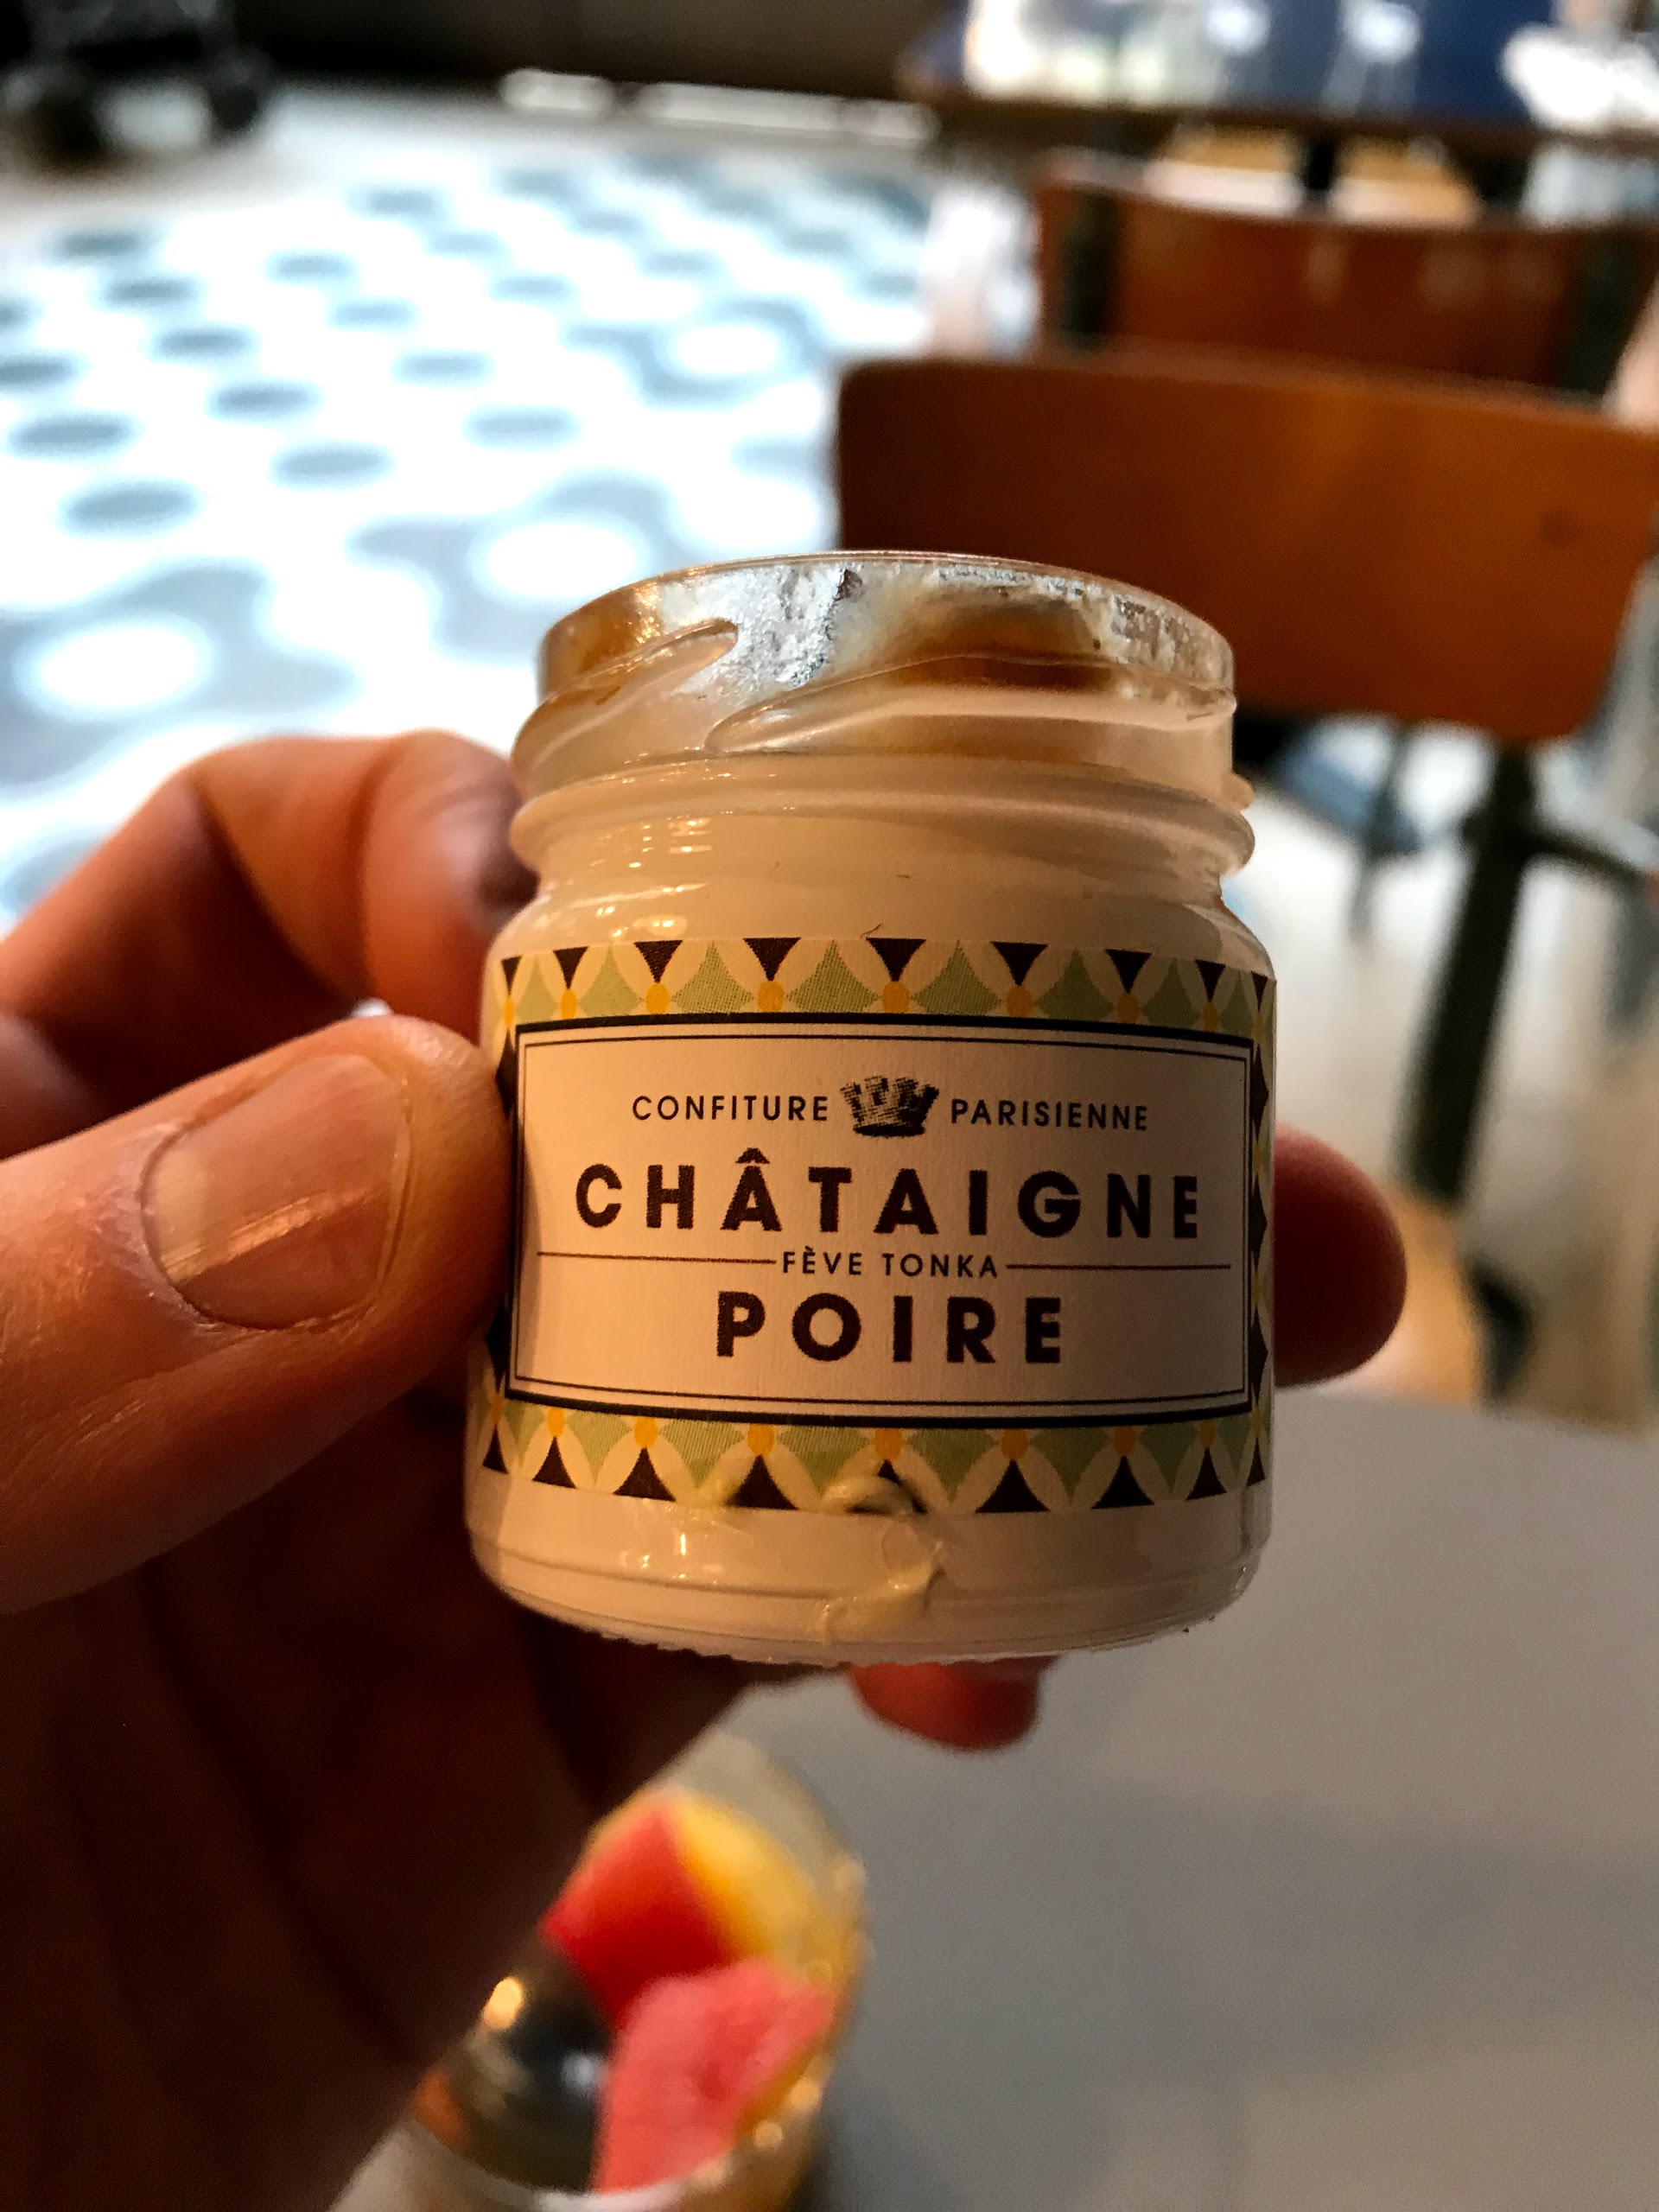 CONFITURE PARISIENNE
CHÂTAIGNE
FÈVE TONKA
POIRE